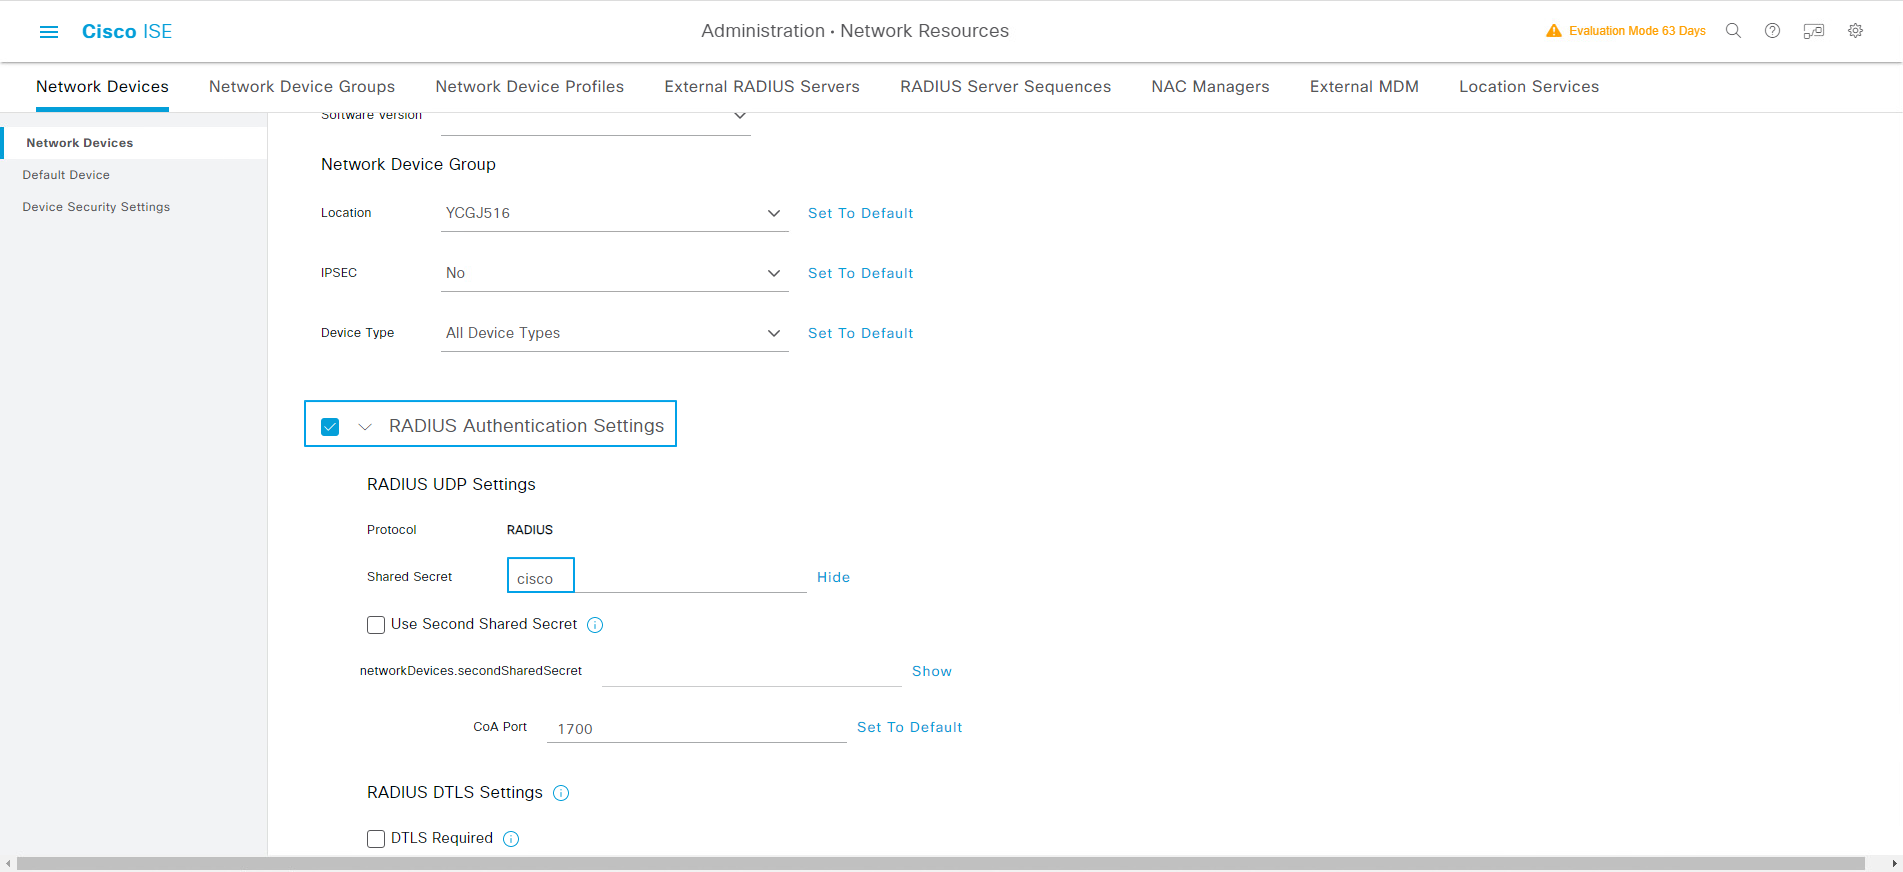 Cisco ISE
Administration · Network Resources
Evaluation Mode 63 Days
Network Devices
Network Device Groups
Network Device Profiles
External RADIUS Servers
RADIUS Server Sequences
NAC Managers
External MDM
Location Services
Network Devices
Default Device
Device Security Settings
Software Version
Network Device Group
Location YCGJ516 Set To Default
IPSEC No Set To Default
Device Type All Device Types Set To Default
RADIUS Authentication Settings
RADIUS UDP Settings
Protocol RADIUS
Shared Secret cisco Hide
Use Second Shared Secret
networkDevices.secondSharedSecret Show
CoA Port 1700 Set To Default
RADIUS DTLS Settings
DTLS Required